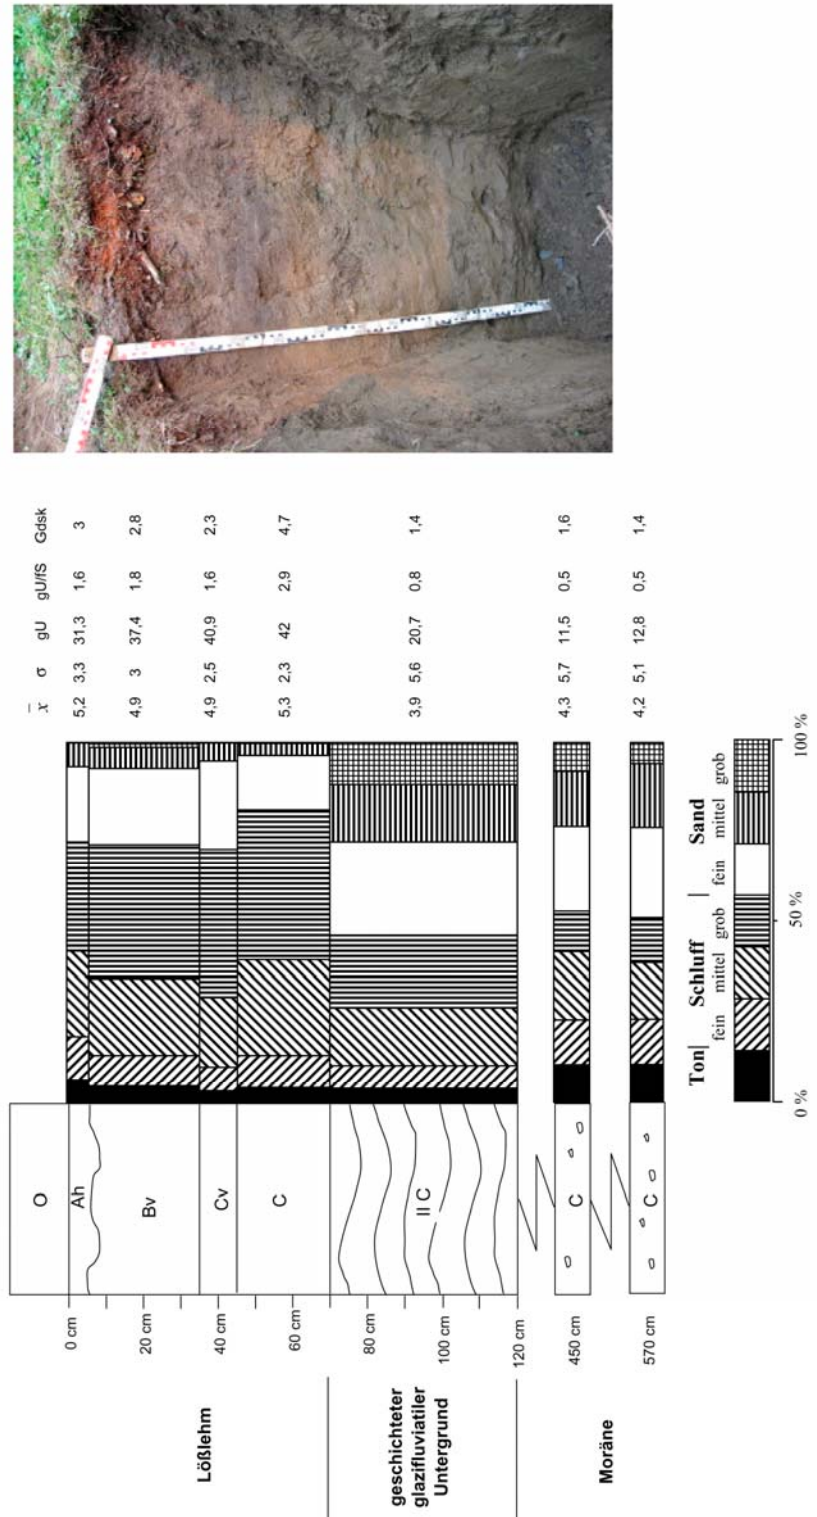 x̄ σ gU gU/fS Gdsk
O
0 cm Ah 5,2 3,3 31,3 1,6 3
Bv 4,9 3 37,4 1,8 2,8
20 cm
Lößlehm
40 cm Cv 4,9 2,5 40,9 1,6 2,3
C 5,3 2,3 42 2,9 4,7
60 cm
80 cm
geschichteter
glazifluviatiler
Untergrund
II C 3,9 5,6 20,7 0,8 1,4
100 cm
120 cm
Moräne
450 cm C 4,3 5,7 11,5 0,5 1,6
570 cm C 4,2 5,1 12,8 0,5 1,4
Ton| Schluff | Sand
fein mittel grob fein mittel grob
0 % 50 % 100 %